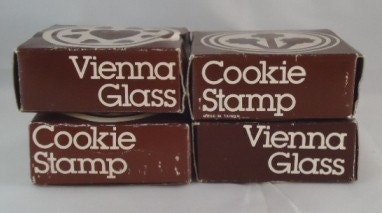 Vienna
Glass
Cookie
Stamp
Cookie
Stamp
Vienna
Glass